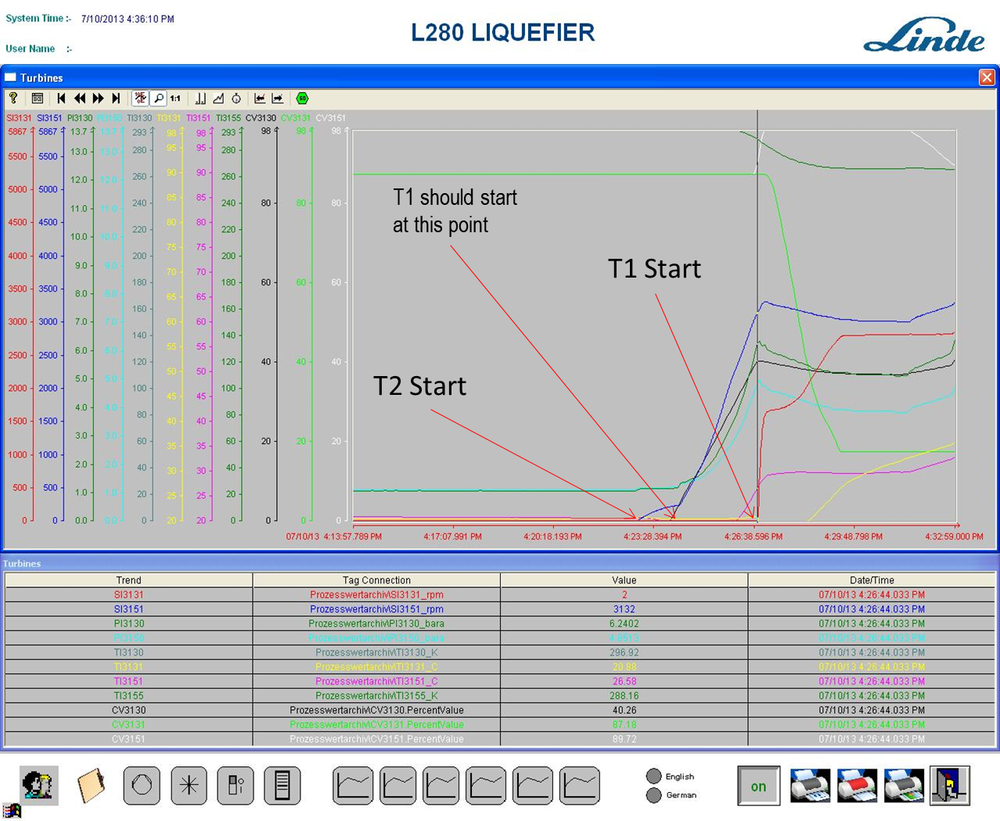 System Time :- 7/10/2013 4:36:10 PM
L280 LIQUEFIER
Linde
User Name :-
Turbines
1:1
SI3131 SI3151 PI3130 PI3150 TI3130 TI3131 TI3151 TI3155 CV3130 CV3131 CV3151
5867 5867 13.7 13.7 293 98 98 293 98 98 98
5500 5500 13.0 13.0 280 95 95 280
5000 5000 12.0 12.0 260 90 90 260
4500 4500 11.0 11.0 240 85 85 240 80 80 80
4000 4000 10.0 10.0 220 80 80 220
3500 3500 9.0 9.0 200 75 75 200
3000 3000 8.0 8.0 180 70 70 180 60 60 60
2500 2500 7.0 7.0 160 65 65 160
2000 2000 6.0 6.0 140 60 60 140
1500 1500 5.0 5.0 120 55 55 120 40 40 40
1000 1000 4.0 4.0 100 50 50 100
500 500 3.0 3.0 80 45 45 80
0 0 2.0 2.0 60 40 40 60 20 20 20
1.0 1.0 40 35 35 40
0.0 0.0 20 30 30 20
0 25 25 0 0 0 0
20 20
T1 should start
at this point
T1 Start
T2 Start
07/10/13 4:13:57.789 PM 4:17:07.991 PM 4:20:18.193 PM 4:23:28.394 PM 4:26:38.596 PM 4:29:48.798 PM 4:32:59.000 PM
Turbines
Trend Tag Connection Value Date/Time
SI3131 Prozesswertarchiv\SI3131_rpm 2 07/10/13 4:26:44.033 PM
SI3151 Prozesswertarchiv\SI3151_rpm 3132 07/10/13 4:26:44.033 PM
PI3130 Prozesswertarchiv\PI3130_bara 6.2402 07/10/13 4:26:44.033 PM
PI3150 Prozesswertarchiv\PI3150_bara 4.8513 07/10/13 4:26:44.033 PM
TI3130 Prozesswertarchiv\TI3130_K 296.92 07/10/13 4:26:44.033 PM
TI3131 Prozesswertarchiv\TI3131_C 20.88 07/10/13 4:26:44.033 PM
TI3151 Prozesswertarchiv\TI3151_C 26.58 07/10/13 4:26:44.033 PM
TI3155 Prozesswertarchiv\TI3155_K 288.16 07/10/13 4:26:44.033 PM
CV3130 Prozesswertarchiv\CV3130.PercentValue 40.26 07/10/13 4:26:44.033 PM
CV3131 Prozesswertarchiv\CV3131.PercentValue 87.18 07/10/13 4:26:44.033 PM
CV3151 Prozesswertarchiv\CV3151.PercentValue 89.72 07/10/13 4:26:44.033 PM
English
German
on